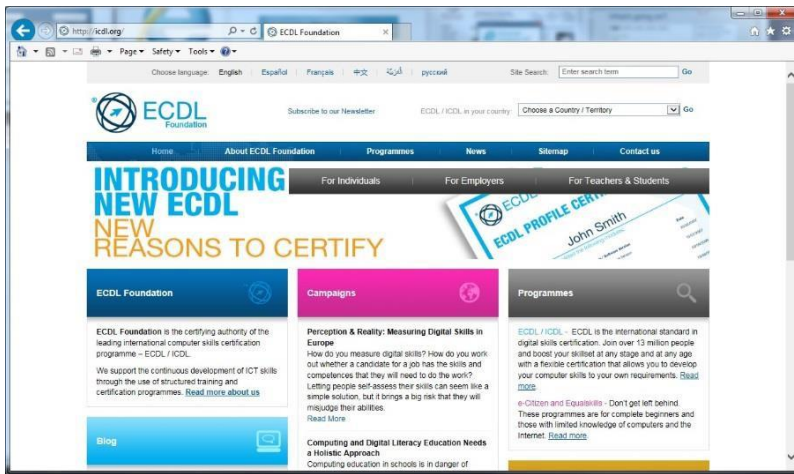 http://icdl.org/
ECDL Foundation
Page Safety Tools
Choose language: English Español Français 中文 русский
Site Search: Enter search term Go
ECDL Foundation
Subscribe to our Newsletter
ECDL / ICDL in your country: Choose a Country / Territory Go
Home About ECDL Foundation Programmes News Sitemap Contact us
For Individuals For Employers For Teachers & Students
INTRODUCING
NEW ECDL
NEW
REASONS TO CERTIFY
ECDL
ECDL PROFILE
John Smith
ECDL Foundation
ECDL Foundation is the certifying authority of the
leading international computer skills certification
programme – ECDL / ICDL.
We support the continuous development of ICT skills
through the use of structured training and
certification programmes. Read more about us
Blog
Campaigns
Perception & Reality: Measuring Digital Skills in
Europe
How do you measure digital skills? How do you work
out whether a candidate for a job has the skills and
competences that they will need to do the work?
Letting people self-assess their skills can seem like a
simple solution, but it brings a big risk that they will
misjudge their abilities.
Read More
Computing and Digital Literacy Education Needs
a Holistic Approach
Computing education in schools is in danger of
Programmes
ECDL / ICDL - ECDL is the international standard in
digital skills certification. Join over 13 million people
and boost your skillset at any stage and at any age
with a flexible certification that allows you to develop
your computer skills to your own requirements. Read
more.
e-Citizen and Equalskills - Don't get left behind.
These programmes are for complete beginners and
those with limited knowledge of computers and the
Internet. Read more.